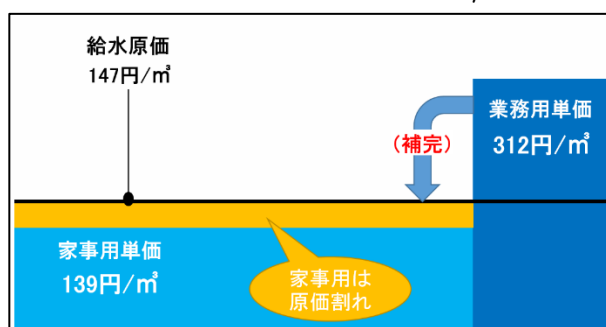 給水原価
147円/㎥
業務用単価
312円/㎥
(補完)
家事用単価
139円/㎥
家事用は
原価割れ